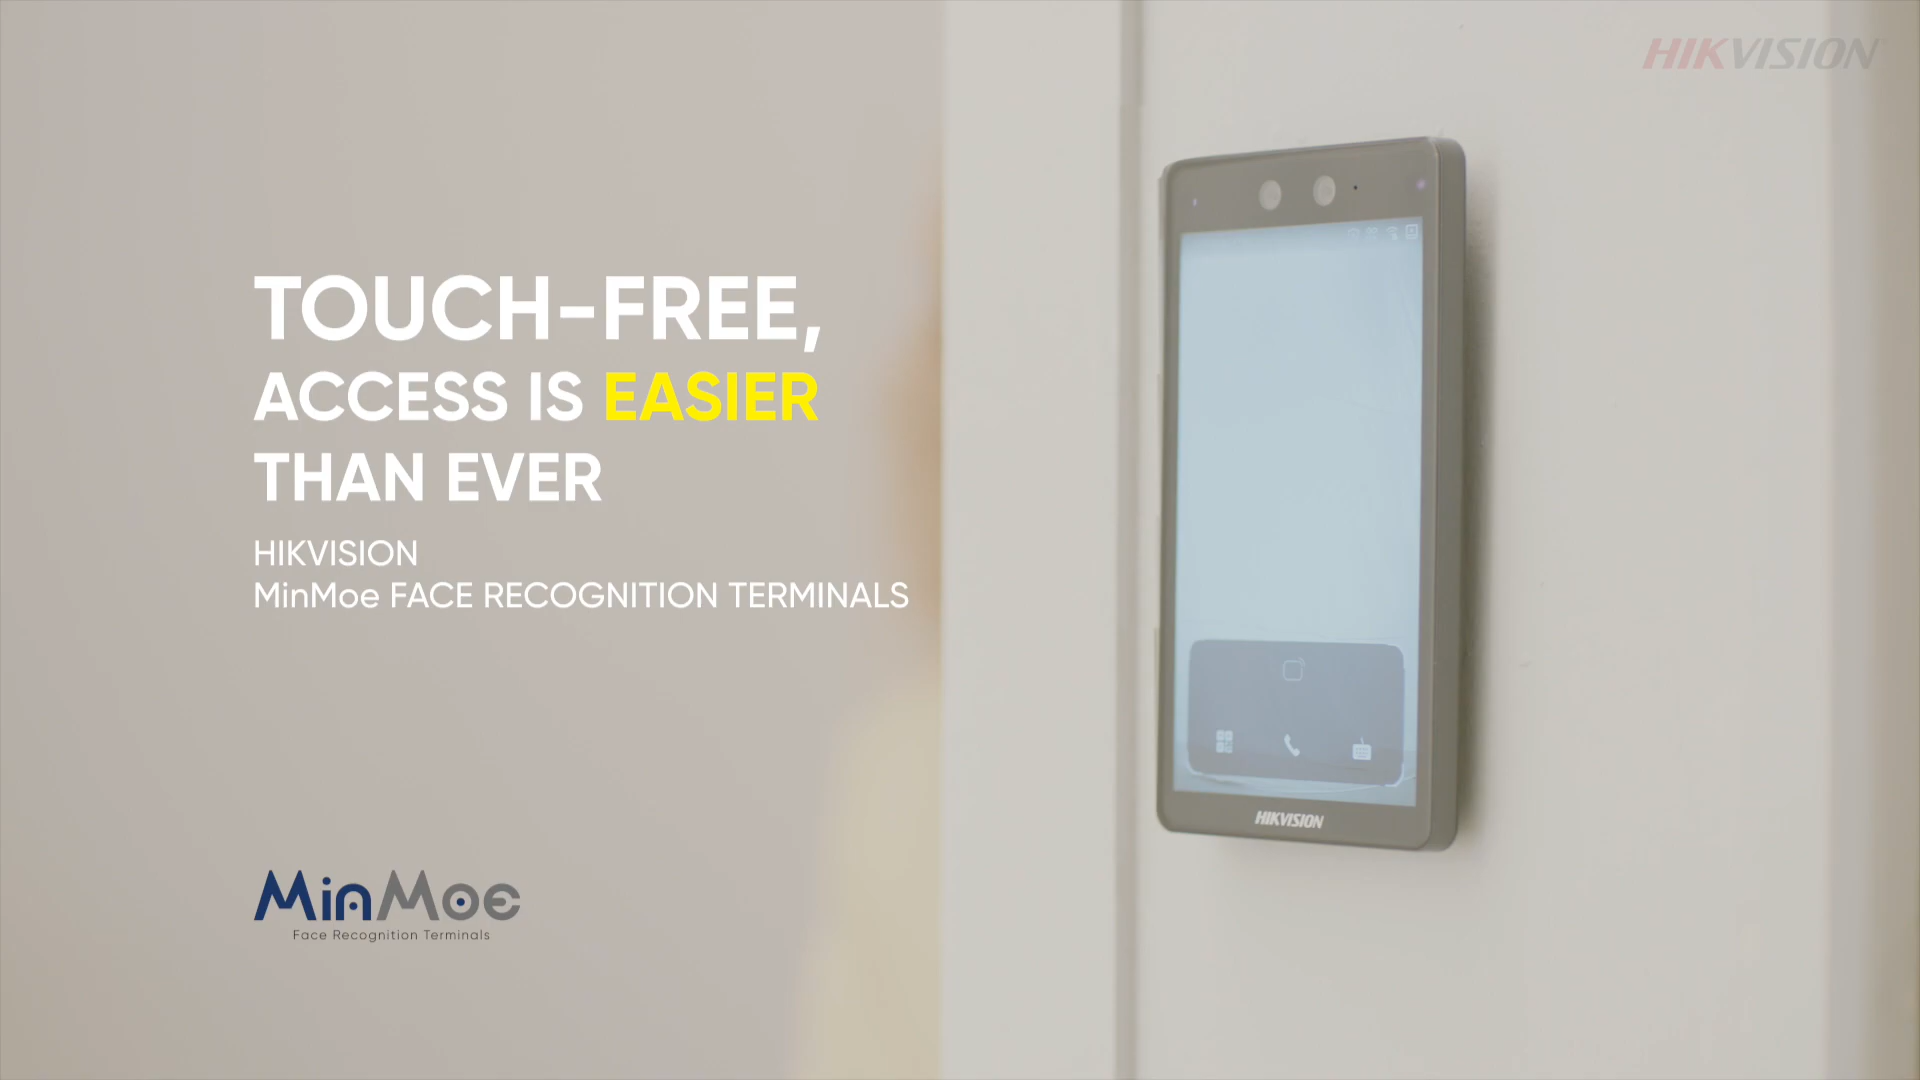 HIKVISION
TOUCH-FREE,
ACCESS IS EASIER
THAN EVER
HIKVISION
MinMoe FACE RECOGNITION TERMINALS
HIKVISION
MinMoe
Face Recognition Terminals